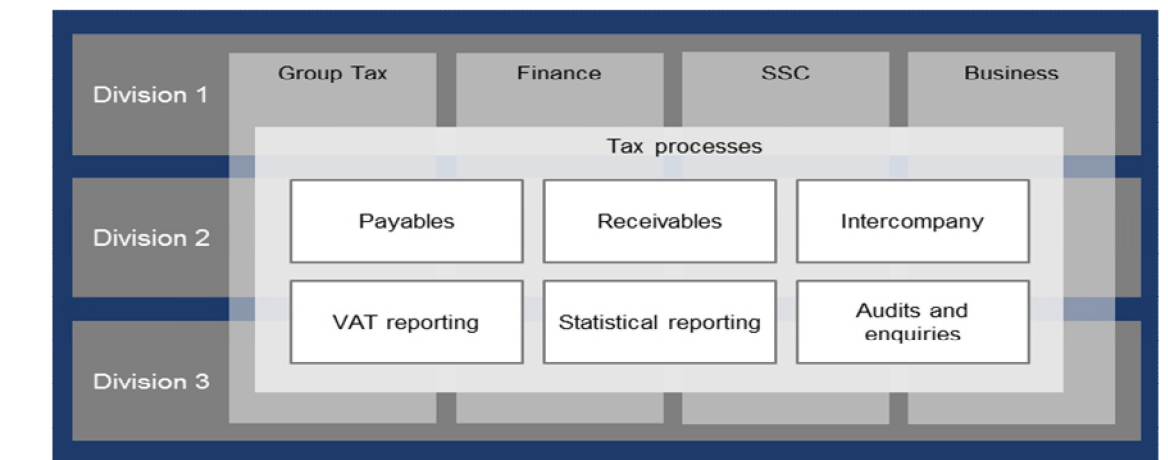 Group Tax
Finance
SSC
Business
Division 1
Tax processes
Payables
Receivables
Intercompany
Division 2
VAT reporting
Statistical reporting
Audits and
enquiries
Division 3